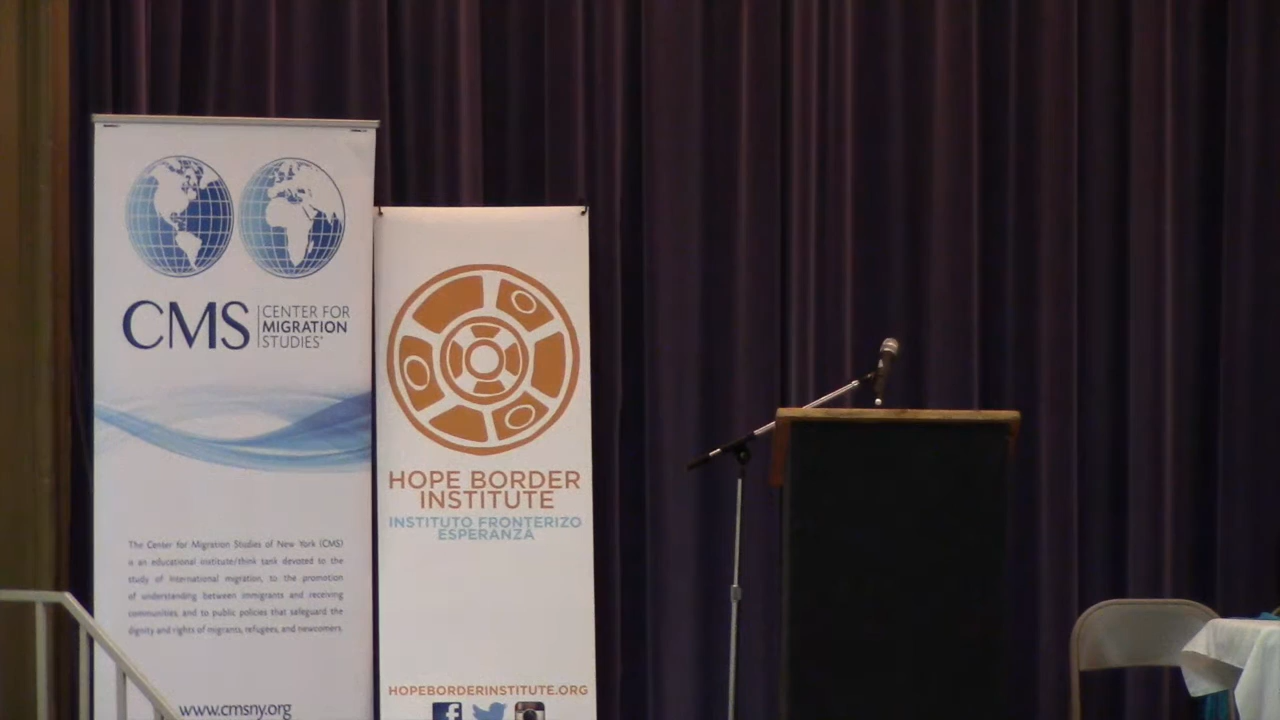 CMS
CENTER FOR
MIGRATION
STUDIES
The Center for Migration Studies of New York (CMS)
is an educational institute/think tank devoted to the
study of international migration, to the promotion
of understanding between immigrants and receiving
communities, and to public policies that safeguard the
dignity and rights of migrants, refugees, and newcomers.
www.cmsny.org
HOPE BORDER
INSTITUTE
INSTITUTO FRONTERIZO
ESPERANZA
HOPEBORDERINSTITUTE.ORG